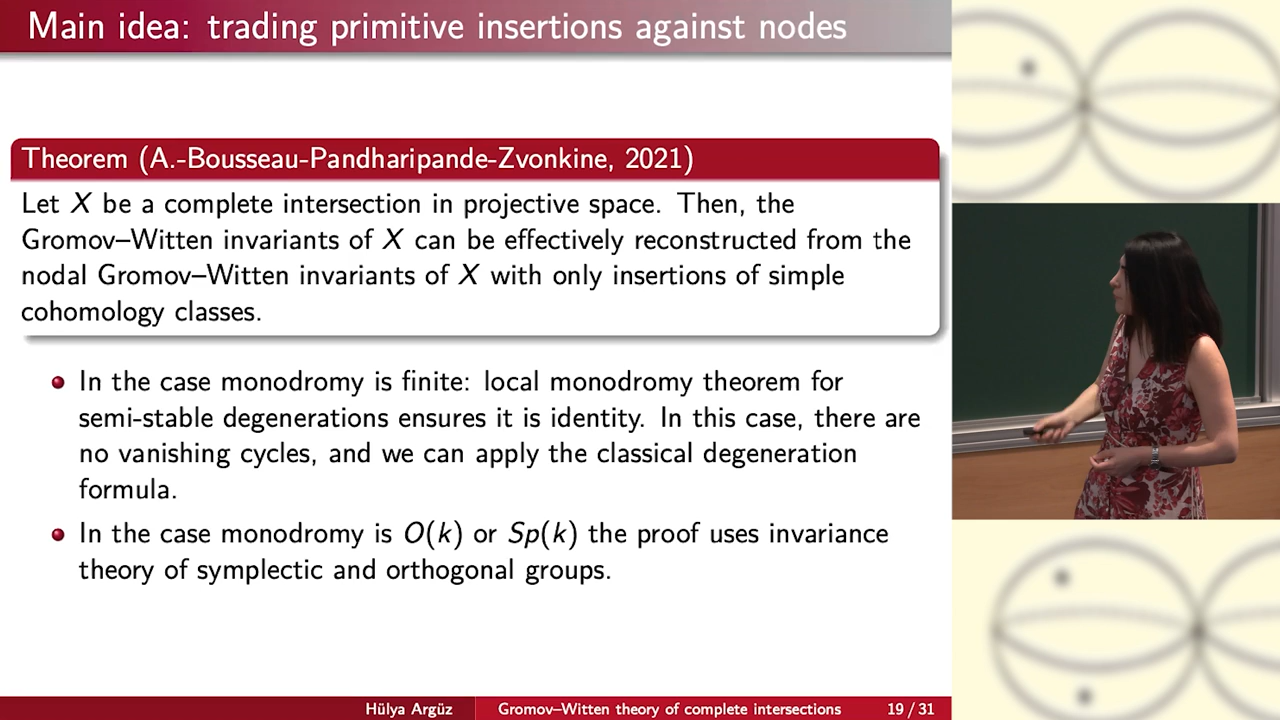 Main idea: trading primitive insertions against nodes
Theorem (A.-Bousseau-Pandharipande-Zvonkine, 2021)
Let X be a complete intersection in projective space. Then, the
Gromov–Witten invariants of X can be effectively reconstructed from the
nodal Gromov–Witten invariants of X with only insertions of simple
cohomology classes.
In the case monodromy is finite: local monodromy theorem for
semi-stable degenerations ensures it is identity. In this case, there are
no vanishing cycles, and we can apply the classical degeneration
formula.
In the case monodromy is O(k) or Sp(k) the proof uses invariance
theory of symplectic and orthogonal groups.
Hülya Argüz
Gromov–Witten theory of complete intersections
19 / 31